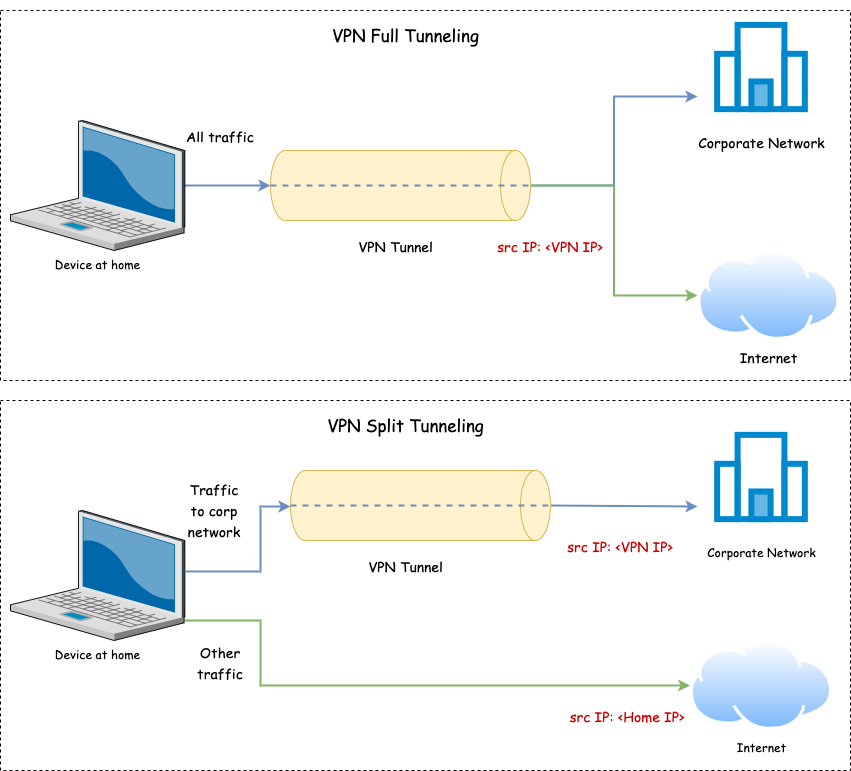 VPN Full Tunneling
All traffic
Corporate Network
VPN Tunnel
src IP: <VPN IP>
Device at home
Internet
VPN Split Tunneling
Traffic
to corp
network
src IP: <VPN IP>
Corporate Network
VPN Tunnel
Device at home
Other
traffic
src IP: <Home IP>
Internet